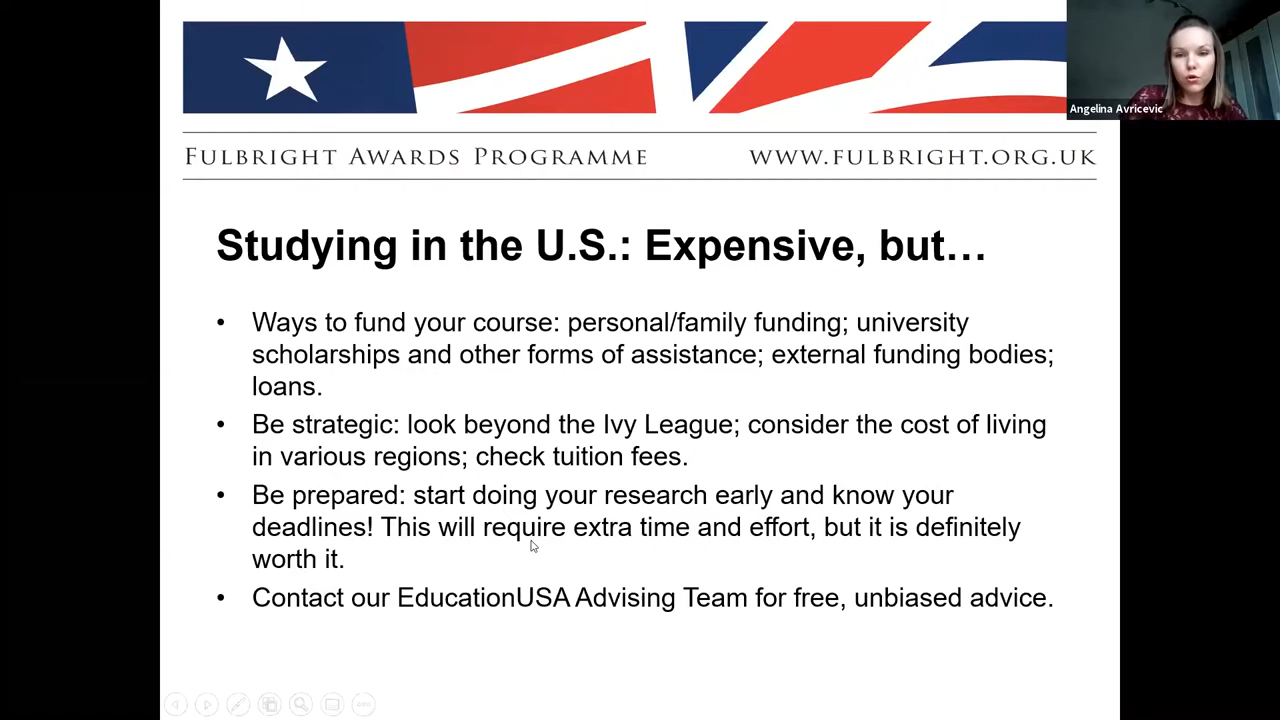 Angelina Avricevic
FULBRIGHT AWARDS PROGRAMME
WWW.FULBRIGHT.ORG.UK
Studying in the U.S.: Expensive, but…
• Ways to fund your course: personal/family funding; university
scholarships and other forms of assistance; external funding bodies;
loans.
• Be strategic: look beyond the Ivy League; consider the cost of living
in various regions; check tuition fees.
• Be prepared: start doing your research early and know your
deadlines! This will require extra time and effort, but it is definitely
worth it.
• Contact our EducationUSA Advising Team for free, unbiased advice.